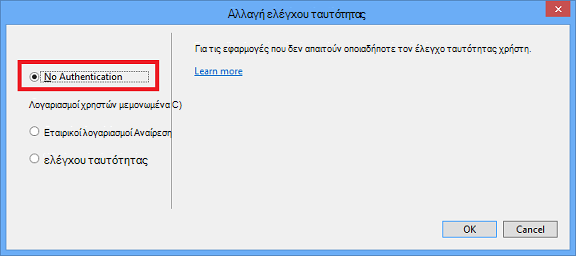 Αλλαγή ελέγχου ταυτότητας
Για τις εφαρμογές που δεν απαιτούν οποιαδήποτε τον έλεγχο ταυτότητας χρήστη.
Learn more
No Authentication
Λογαριασμοί χρηστών μεμονωμένα C)
Εταιρικοί λογαριασμοί Αναίρεση
ελέγχου ταυτότητας
OK
Cancel